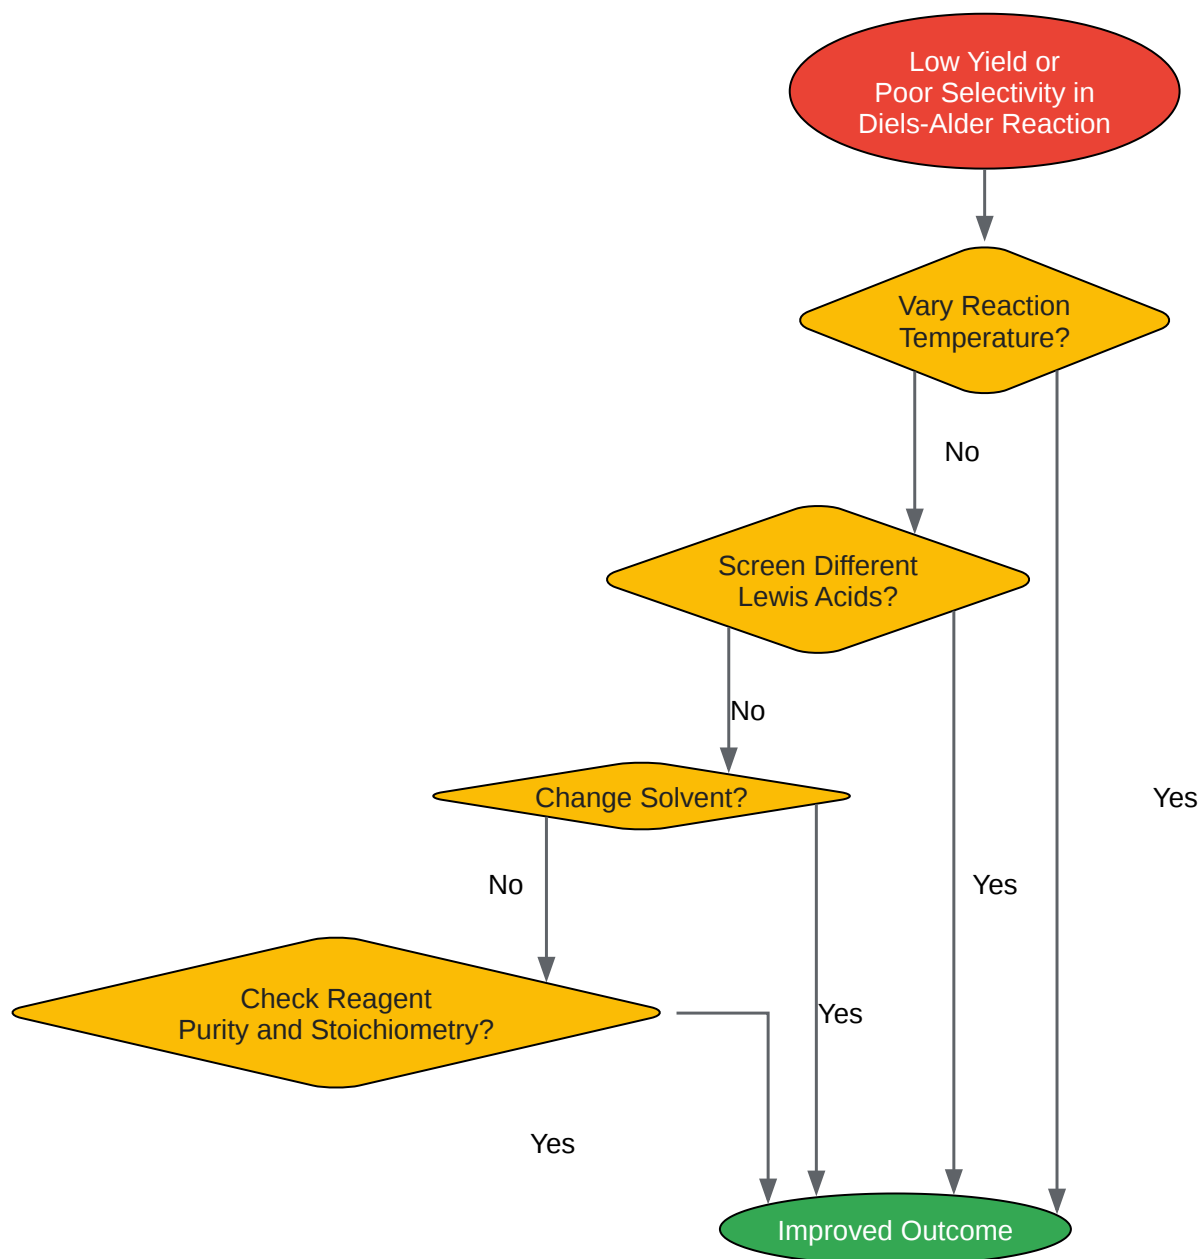 Low Yield or
Poor Selectivity in
Diels-Alder Reaction
Vary Reaction
Temperature?
No
Screen Different
Lewis Acids?
No
Change Solvent?
Yes
No
Yes
Check Reagent
Purity and Stoichiometry?
Yes
Yes
Improved Outcome